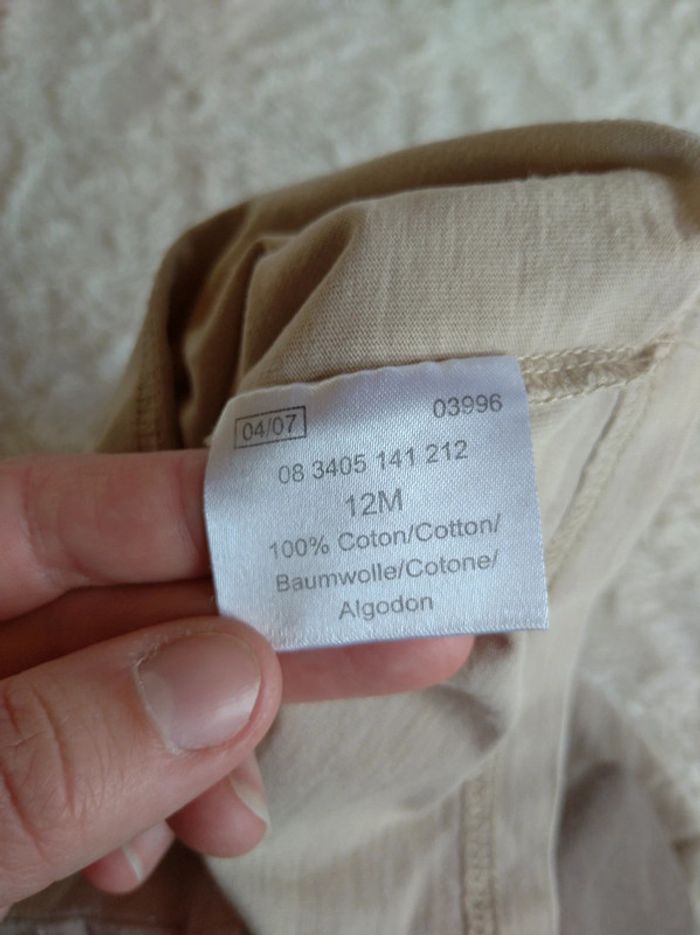 04/07 03996
08 3405 141 212
12M
100% Coton/Cotton/
Baumwolle/Cotone/
Algodon